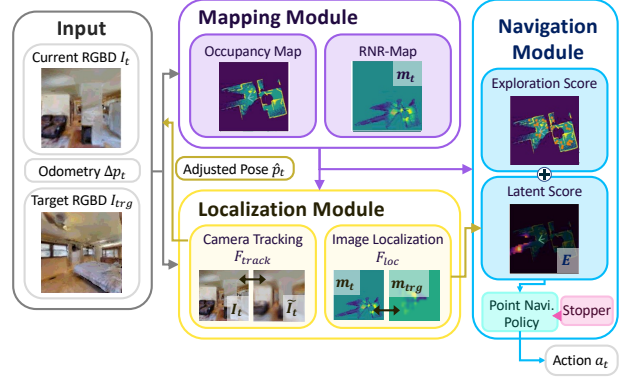 Input
Current RGBD I_t
Odometry Δp_t
Target RGBD I_trg
Mapping Module
Occupancy Map
RNR-Map
m_t
Adjusted Pose p̂_t
Localization Module
Camera Tracking
F_track
I_t
Ĩ_t
Image Localization
F_loc
m_t
m_trg
Navigation
Module
Exploration Score
+
Latent Score
E
Point Navi.
Policy
Stopper
Action a_t